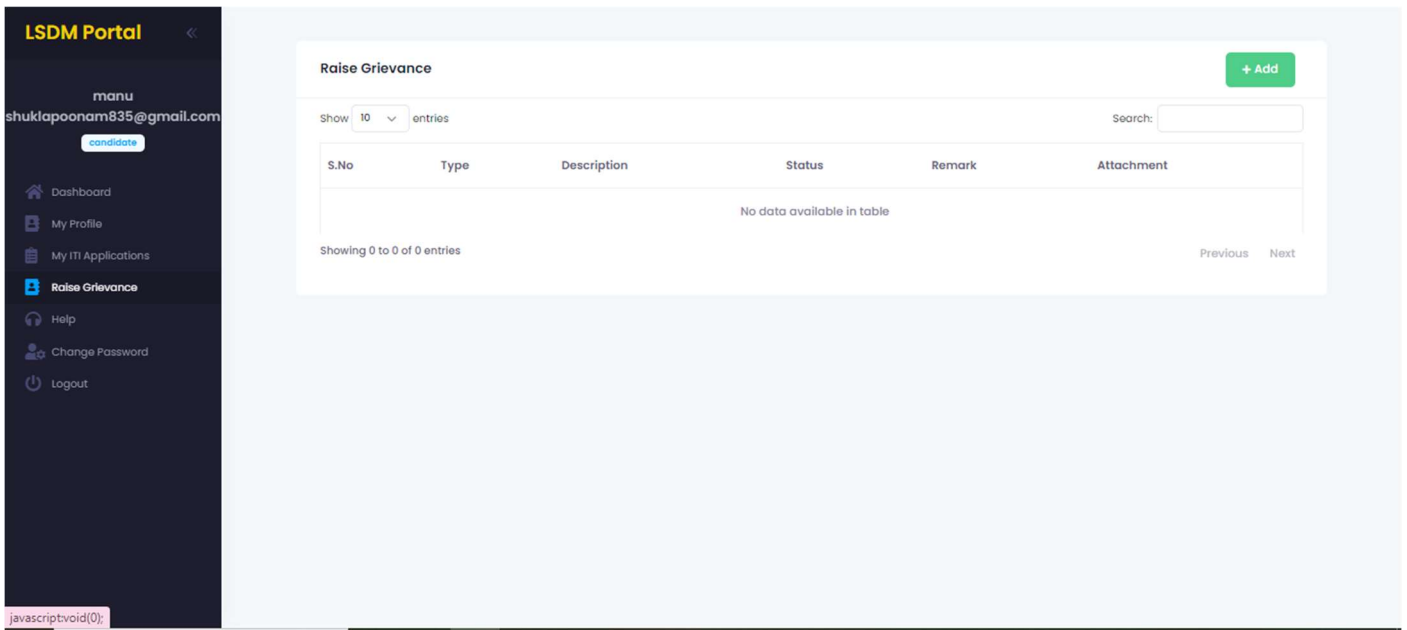 LSDM Portal
manu
shuklapoonam835@gmail.com
candidate
Dashboard
My Profile
My ITI Applications
Raise Grievance
Help
Change Password
Logout
javascript:void(0);
Raise Grievance
+ Add
Show 10 entries
Search:
S.No Type Description Status Remark Attachment
No data available in table
Showing 0 to 0 of 0 entries
Previous Next